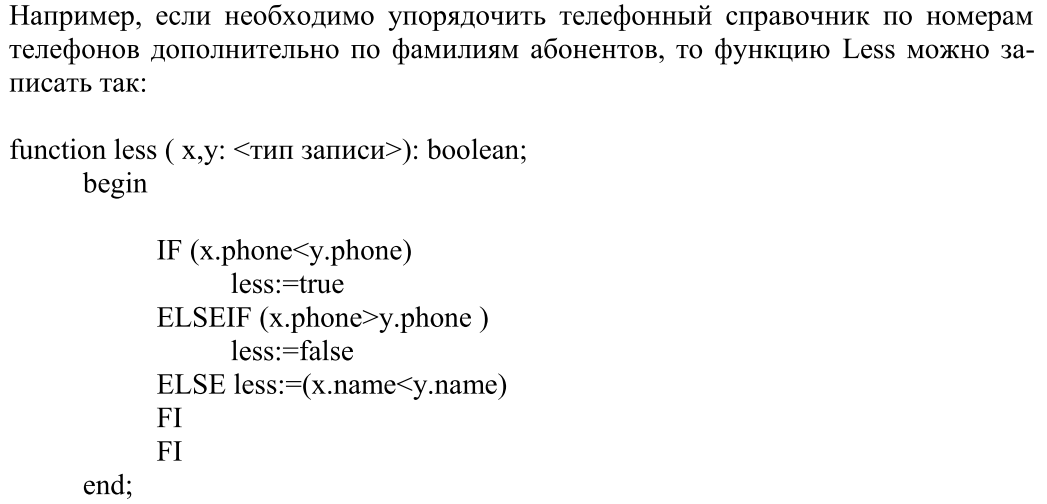 Например, если необходимо упорядочить телефонный справочник по номерам
телефонов дополнительно по фамилиям абонентов, то функцию Less можно за-
писать так:
function less ( x,y: <тип записи>): boolean;
begin
IF (x.phone<y.phone)
less:=true
ELSEIF (x.phone>y.phone )
less:=false
ELSE less:=(x.name<y.name)
FI
FI
end;